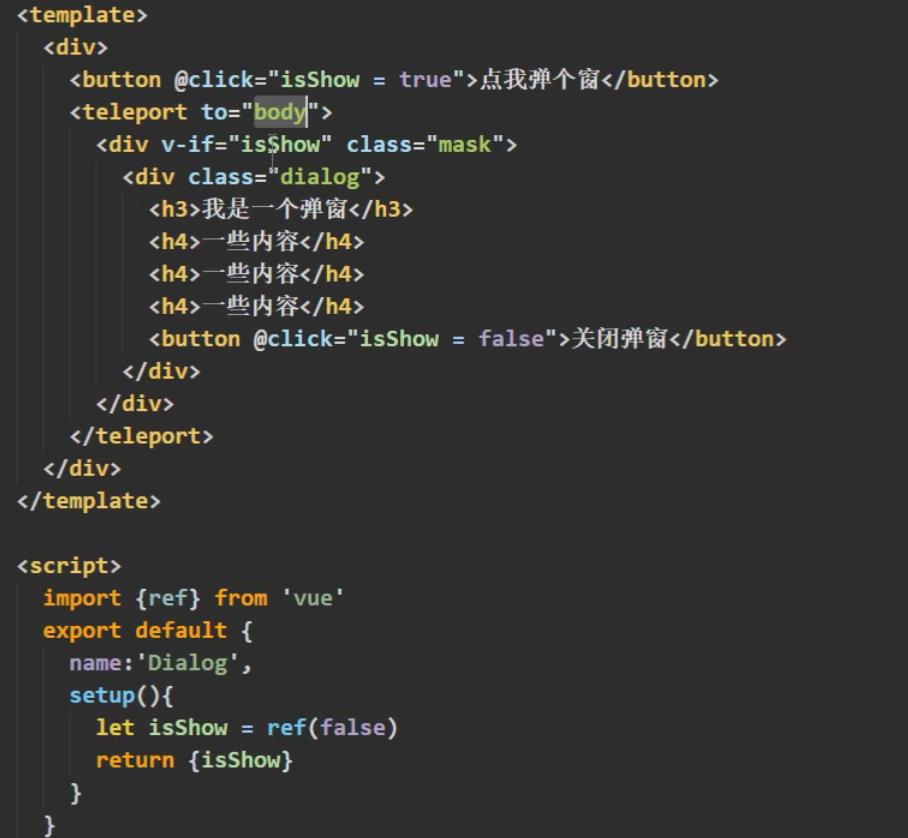 <template>
<div>
<button @click="isShow = true">点我弹个窗</button>
<teleport to="body">
<div v-if="isShow" class="mask">
<div class="dialog">
<h3>我是一个弹窗</h3>
<h4>一些内容</h4>
<h4>一些内容</h4>
<h4>一些内容</h4>
<button @click="isShow = false">关闭弹窗</button>
</div>
</div>
</teleport>
</div>
</template>
<script>
import {ref} from 'vue'
export default {
name:'Dialog',
setup(){
let isShow = ref(false)
return {isShow}
}
}